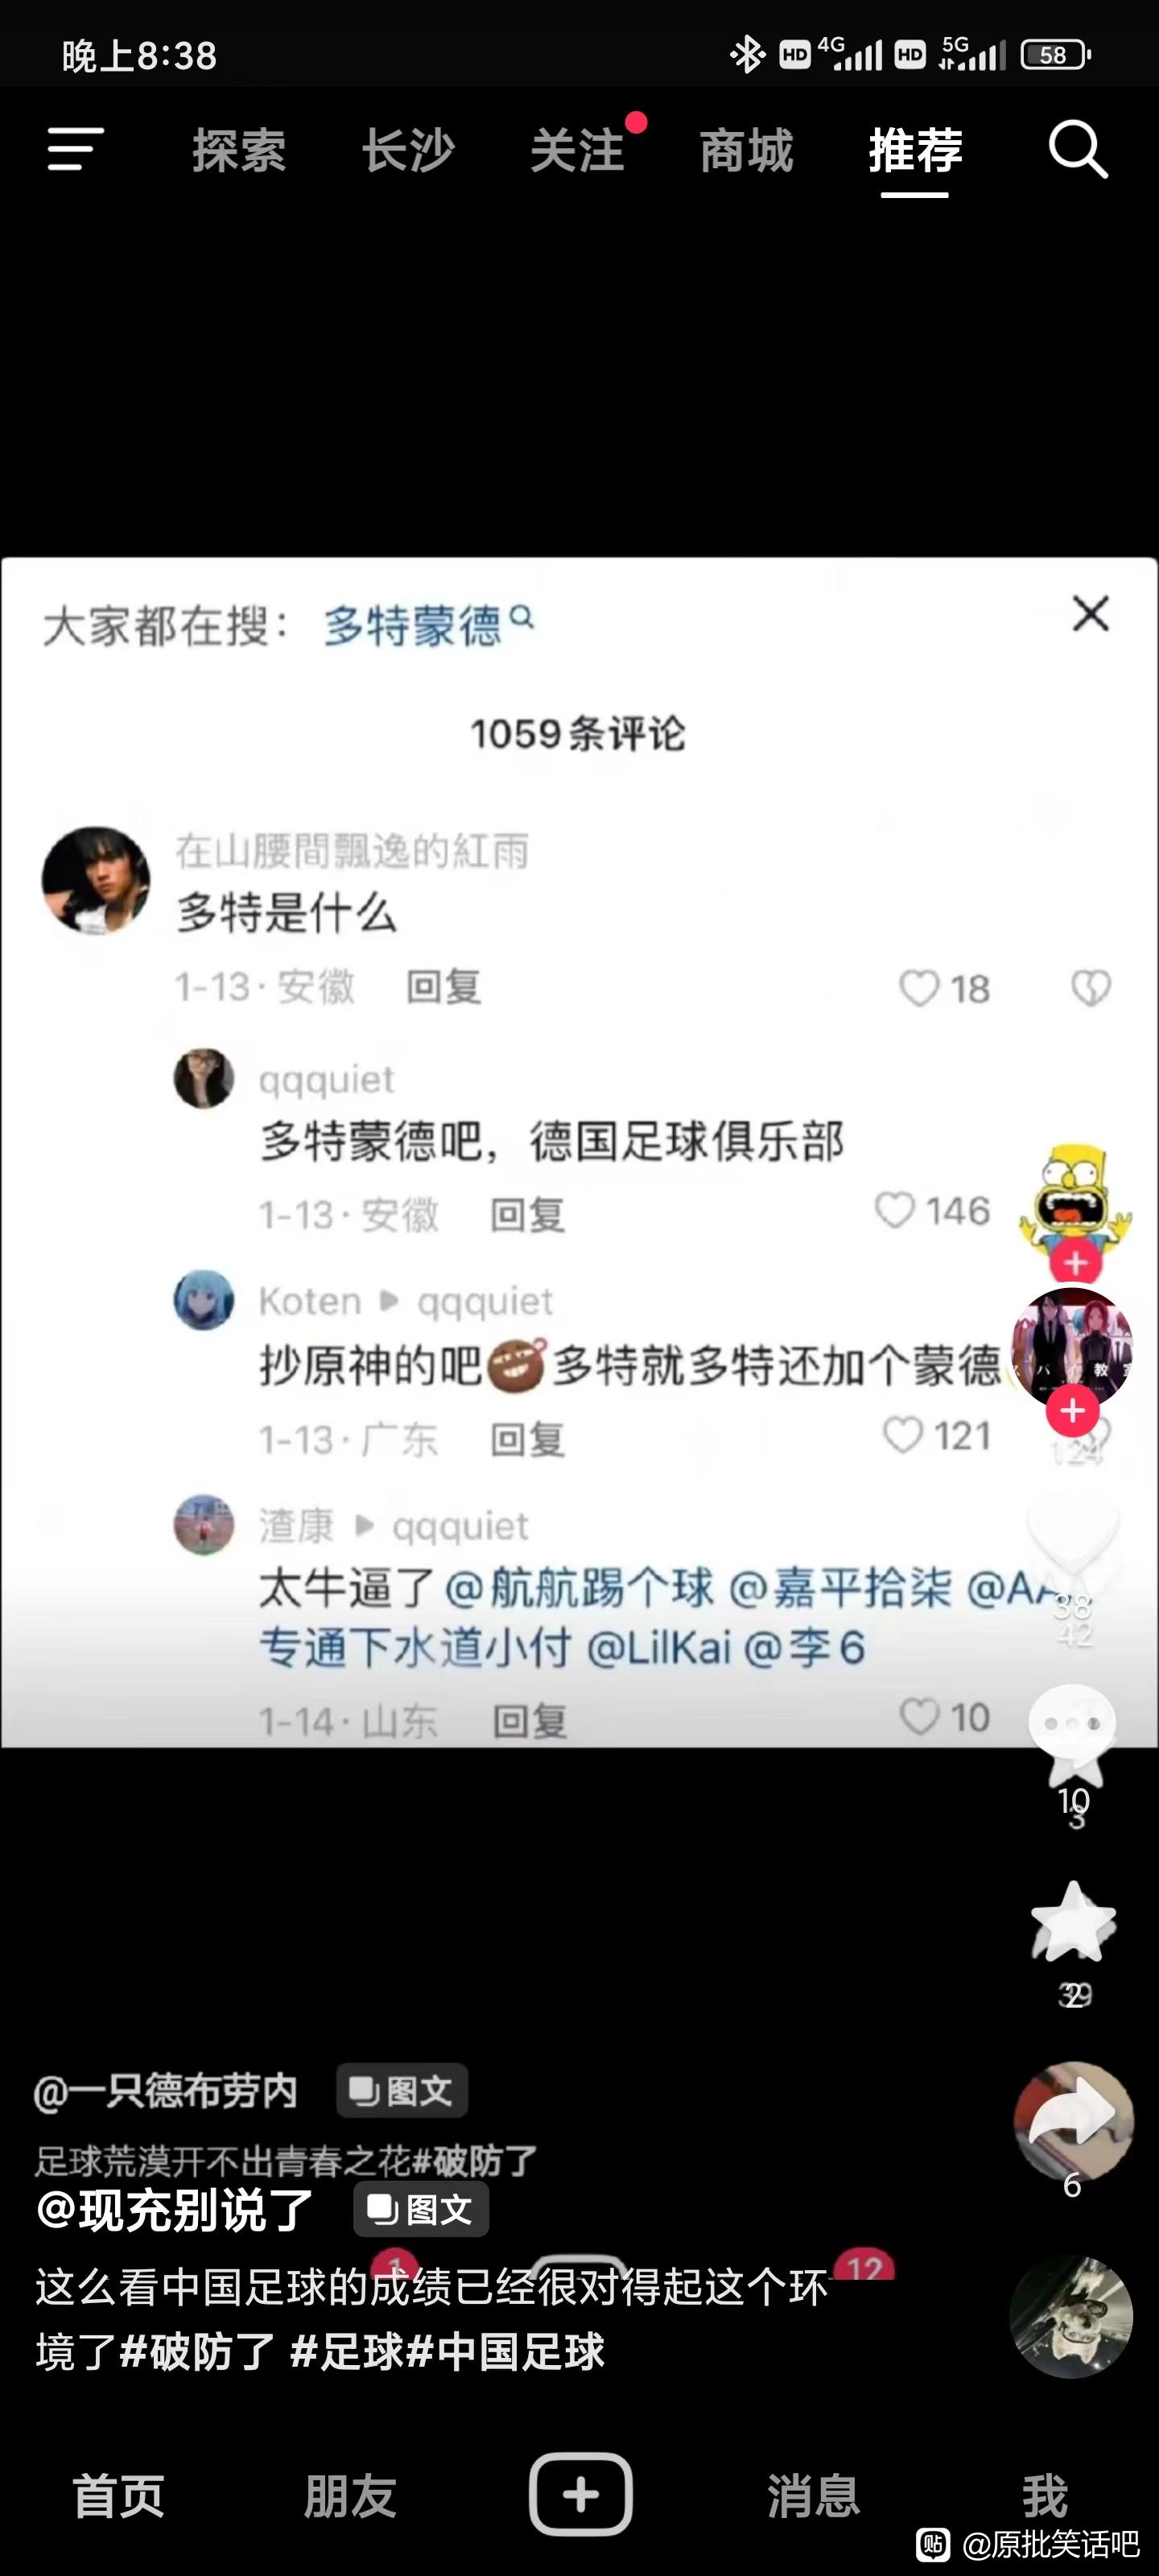 晚上8:38
HD 4G HD 5G 58
探索 长沙 关注 商城 推荐
大家都在搜： 多特蒙德
1059条评论
在山腰間飄逸的紅雨
多特是什么
1-13·安徽 回复 18
qqquiet
多特蒙德吧，德国足球俱乐部
1-13·安徽 回复 146
Koten ▶ qqquiet
抄原神的吧多特就多特还加个蒙德
1-13·广东 回复 121
124
渣康 ▶ qqquiet
太牛逼了@航航踢个球 @嘉平拾柒 @AA
专通下水道小付 @LilKai @李6
38
42
1-14·山东 回复 10
10
3
2
39
@一只德布劳内 图文
足球荒漠开不出青春之花#破防了
6
@现充别说了 图文
1 12
这么看中国足球的成绩已经很对得起这个环
境了#破防了 #足球#中国足球
首页 朋友 消息 我
贴 @原批笑话吧